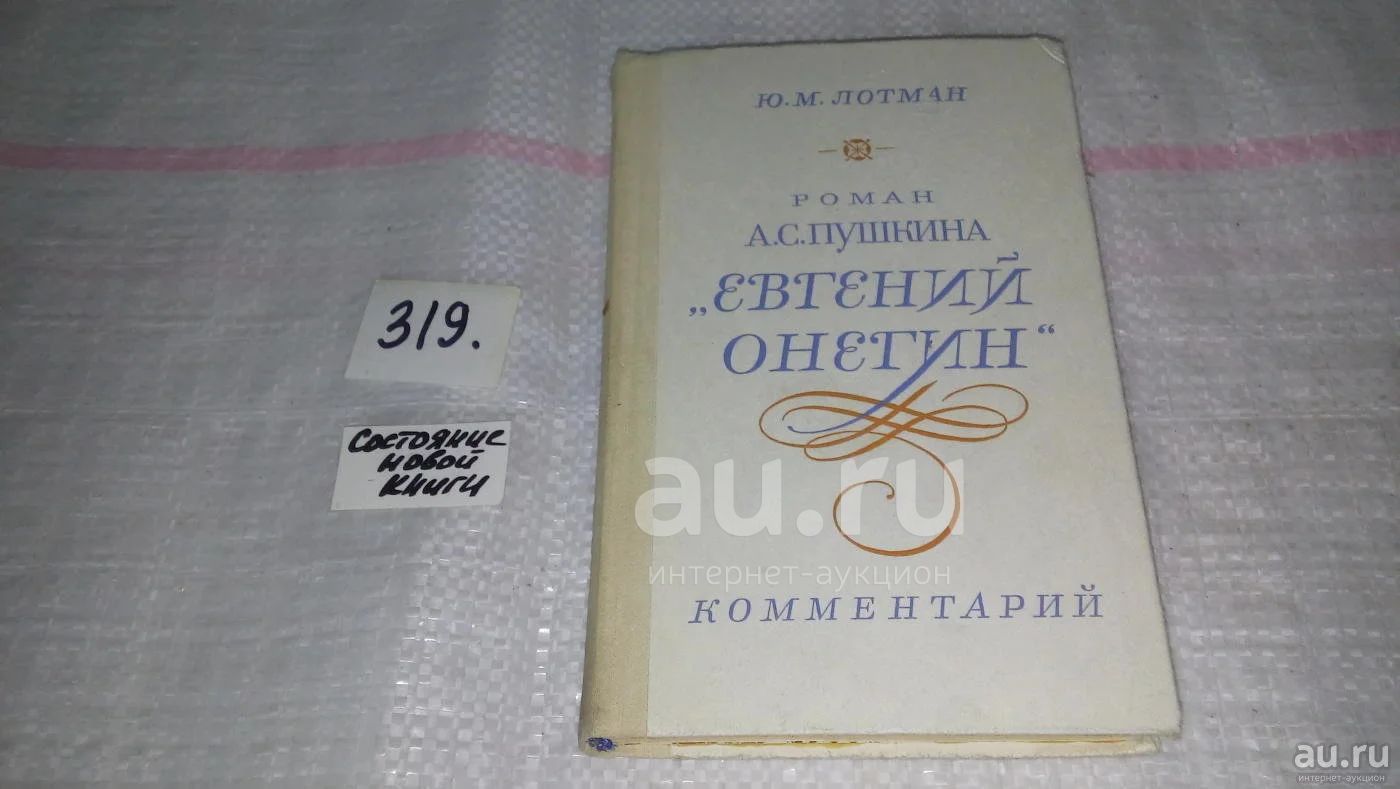 Ю. М. ЛОТМАН
РОМАН
А. С. ПУШКИНА
„ЕВГЕНИЙ
ОНЕГИН“
КОММЕНТАРИЙ
319.
Состояние
новой
книги
au.ru
интернет-аукцион
au.ru
интернет-аукцион